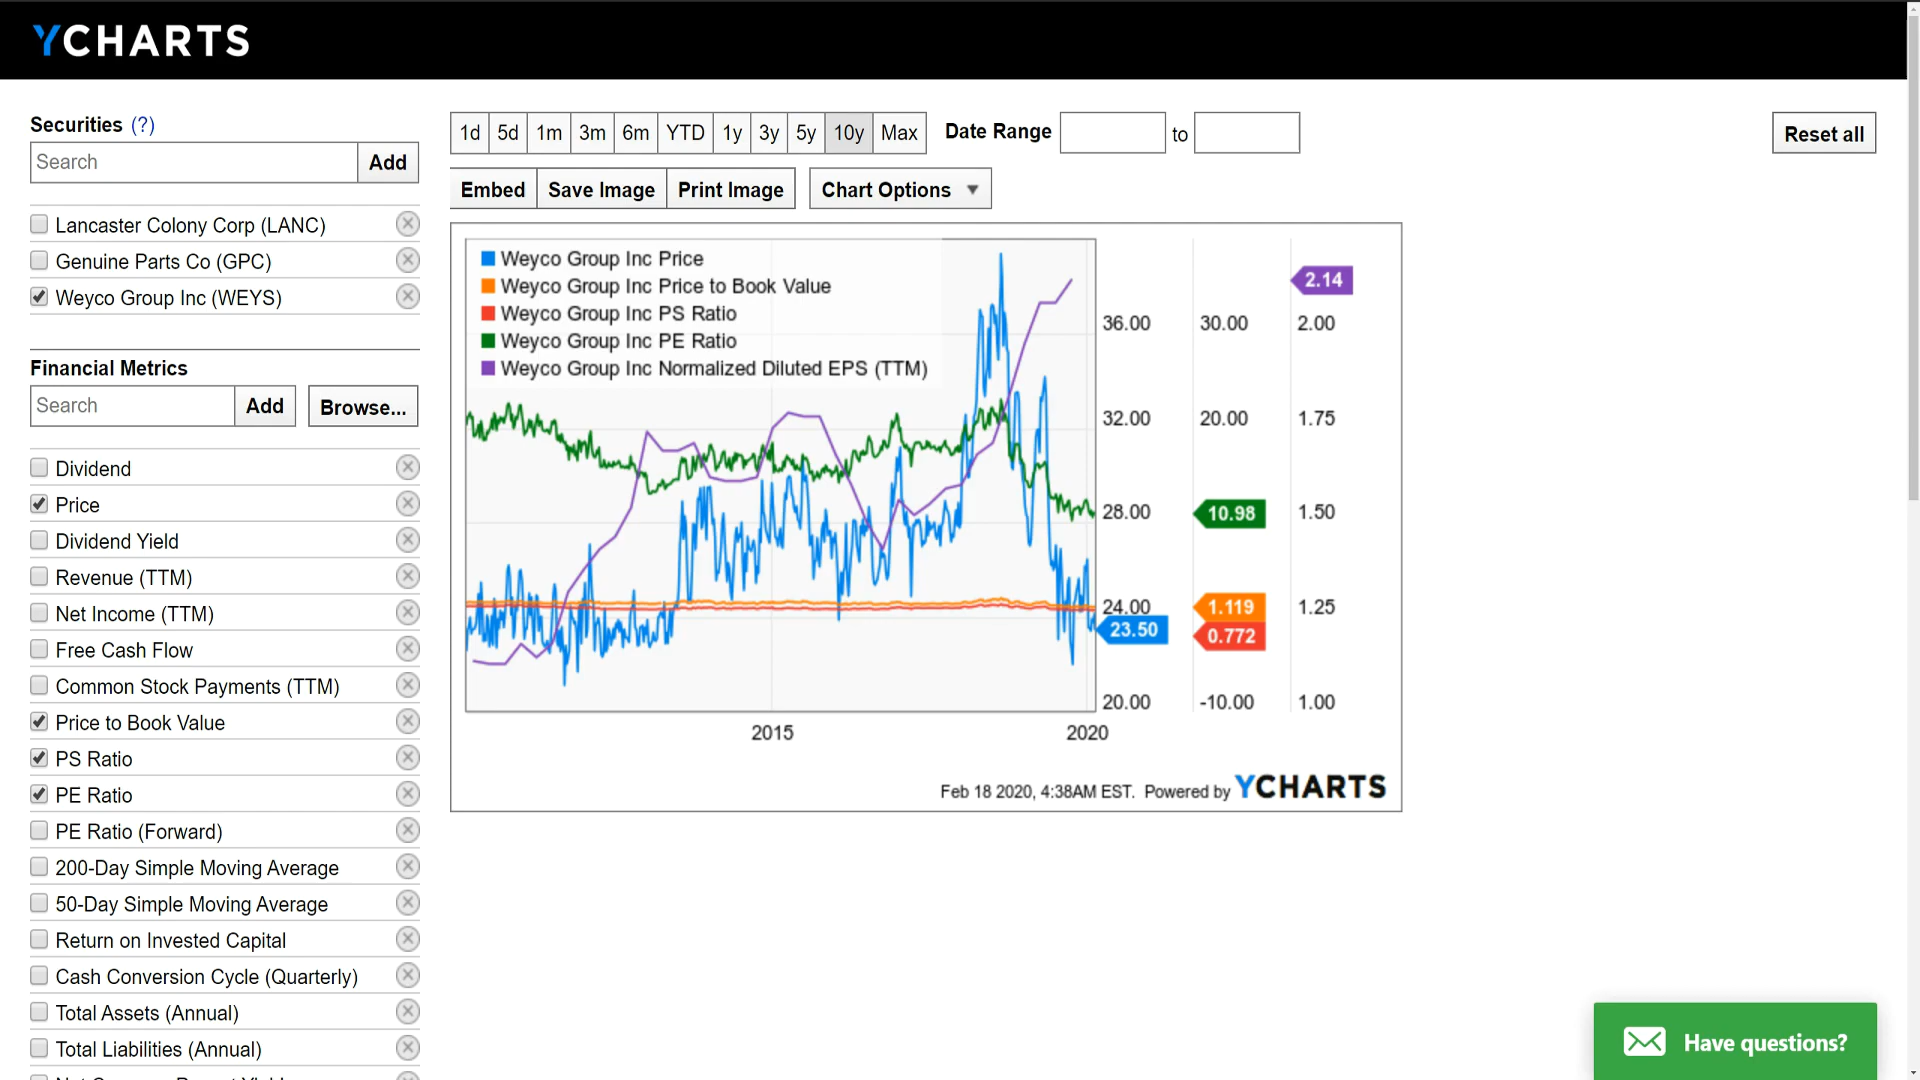 YCHARTS
Securities (?)
Search
Add
Lancaster Colony Corp (LANC)
Genuine Parts Co (GPC)
Weyco Group Inc (WEYS)
Financial Metrics
Search
Add
Browse...
Dividend
Price
Dividend Yield
Revenue (TTM)
Net Income (TTM)
Free Cash Flow
Common Stock Payments (TTM)
Price to Book Value
PS Ratio
PE Ratio
PE Ratio (Forward)
200-Day Simple Moving Average
50-Day Simple Moving Average
Return on Invested Capital
Cash Conversion Cycle (Quarterly)
Total Assets (Annual)
Total Liabilities (Annual)
1d 5d 1m 3m 6m YTD 1y 3y 5y 10y Max
Date Range to
Reset all
Embed Save Image Print Image Chart Options
Weyco Group Inc Price
Weyco Group Inc Price to Book Value
Weyco Group Inc PS Ratio
Weyco Group Inc PE Ratio
Weyco Group Inc Normalized Diluted EPS (TTM)
2.14
36.00 30.00 2.00
32.00 20.00 1.75
28.00 10.98 1.50
24.00 1.119 1.25
23.50 0.772
20.00 -10.00 1.00
2015 2020
Feb 18 2020, 4:38AM EST. Powered by YCHARTS
Have questions?